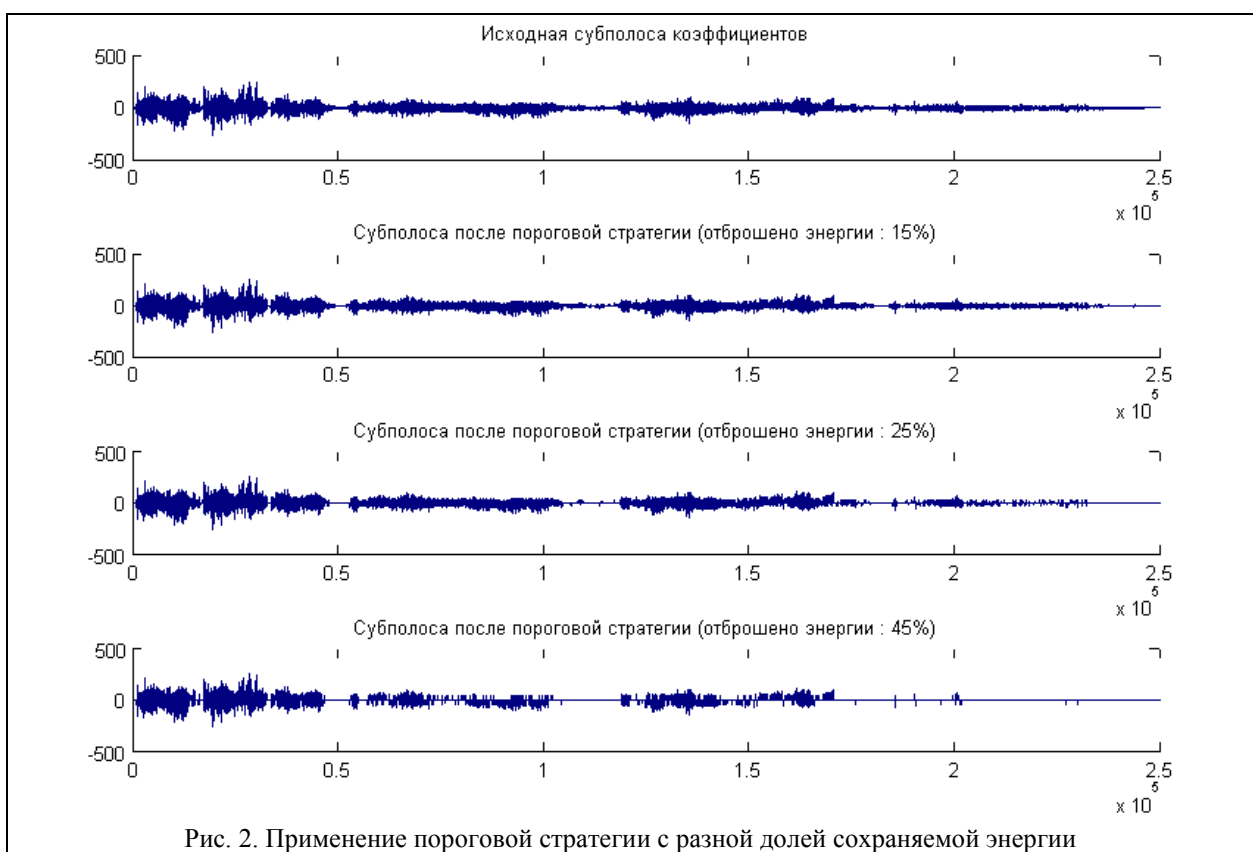 Исходная субполоса коэффициентов
500
0
-500
0 0.5 1 1.5 2 2.5
x 10^5
Субполоса после пороговой стратегии (отброшено энергии : 15%)
500
0
-500
0 0.5 1 1.5 2 2.5
x 10^5
Субполоса после пороговой стратегии (отброшено энергии : 25%)
500
0
-500
0 0.5 1 1.5 2 2.5
x 10^5
Субполоса после пороговой стратегии (отброшено энергии : 45%)
500
0
-500
0 0.5 1 1.5 2 2.5
x 10^5
Рис. 2. Применение пороговой стратегии с разной долей сохраняемой энергии